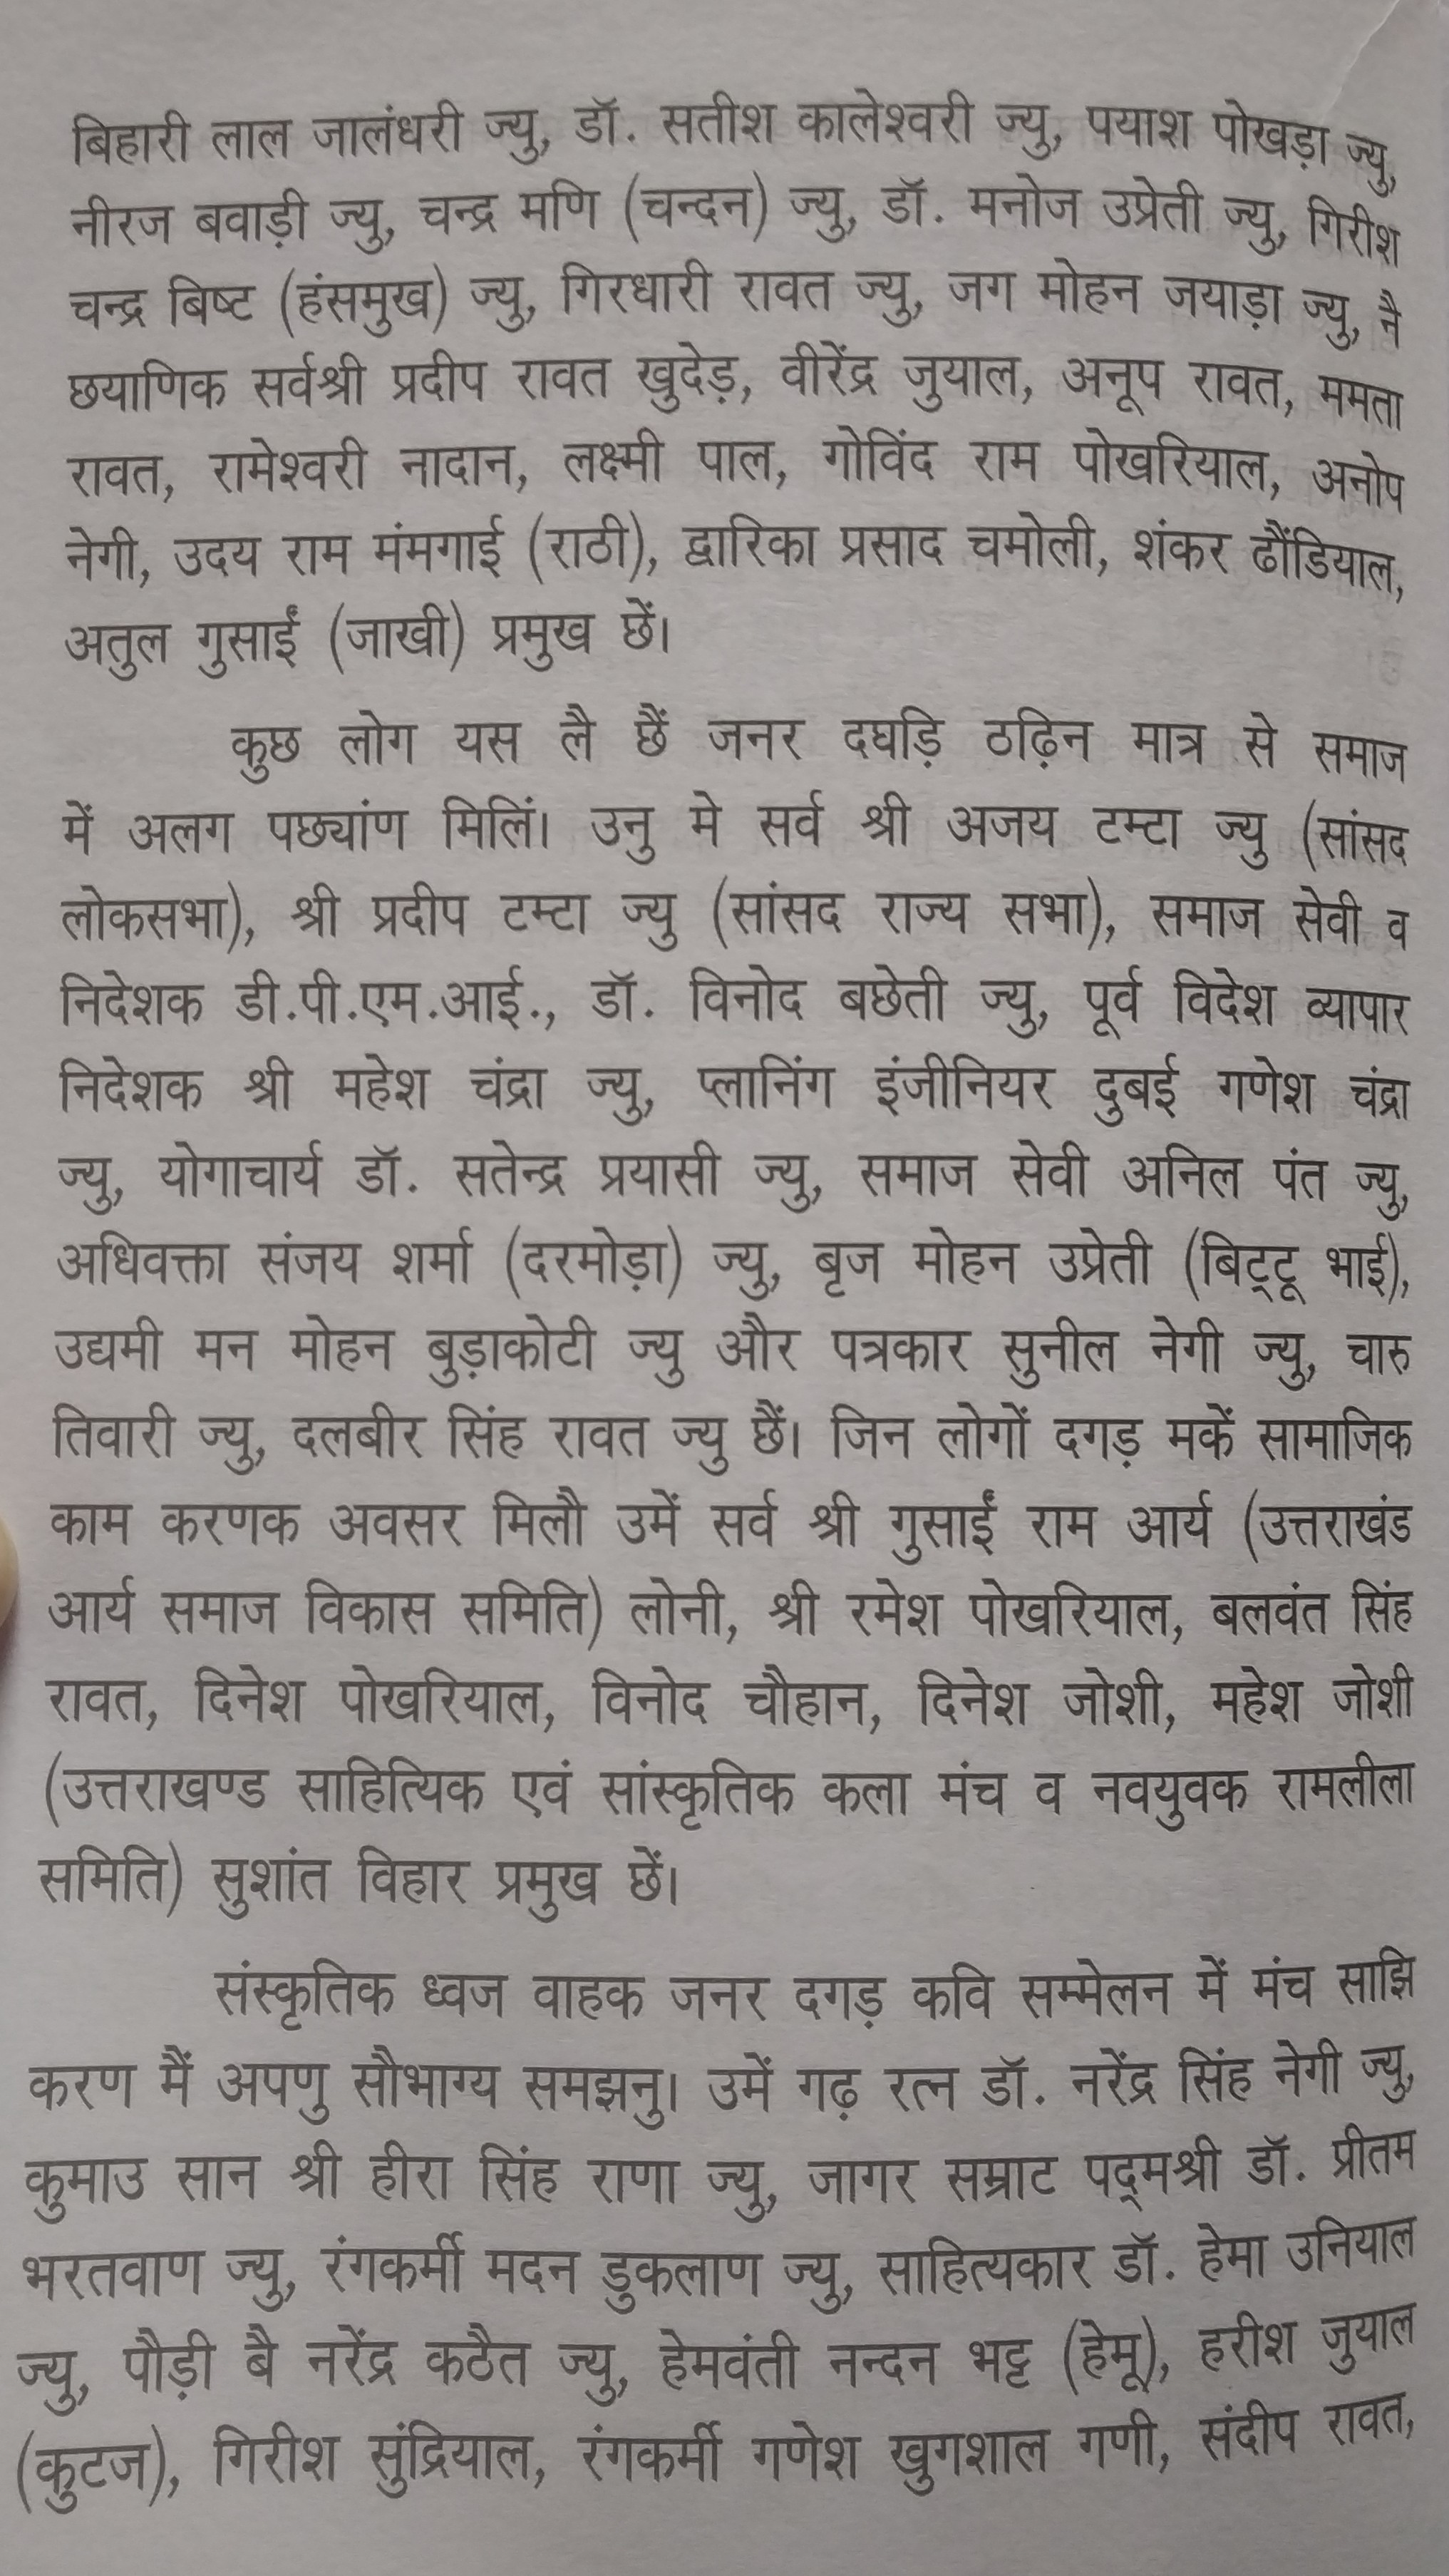 बिहारी लाल जालंधरी ज्यु, डॉ. सतीश कालेश्वरी ज्यु, पयाश पोखड़ा ज्यु,
नीरज बवाड़ी ज्यु, चन्द्र मणि (चन्दन) ज्यु, डॉ. मनोज उप्रेती ज्यु, गिरीश
चन्द्र बिष्ट (हंसमुख) ज्यु, गिरधारी रावत ज्यु, जग मोहन जयाड़ा ज्यु, नै
छयाणिक सर्वश्री प्रदीप रावत खुदेड़, वीरेंद्र जुयाल, अनूप रावत, ममता
रावत, रामेश्वरी नादान, लक्ष्मी पाल, गोविंद राम पोखरियाल, अनोप
नेगी, उदय राम मंमगाई (राठी), द्वारिका प्रसाद चमोली, शंकर ढौंडियाल,
अतुल गुसाईं (जाखी) प्रमुख छें।
कुछ लोग यस लै छैं जनर दघड़ि ठढ़िन मात्र से समाज
में अलग पछ्यांण मिलिं। उनु मे सर्व श्री अजय टम्टा ज्यु (सांसद
लोकसभा), श्री प्रदीप टम्टा ज्यु (सांसद राज्य सभा), समाज सेवी व
निदेशक डी.पी.एम.आई., डॉ. विनोद बछेती ज्यु, पूर्व विदेश व्यापार
निदेशक श्री महेश चंद्रा ज्यु, प्लानिंग इंजीनियर दुबई गणेश चंद्रा
ज्यु, योगाचार्य डॉ. सतेन्द्र प्रयासी ज्यु, समाज सेवी अनिल पंत ज्यु,
अधिवक्ता संजय शर्मा (दरमोड़ा) ज्यु, बृज मोहन उप्रेती (बिट्टू भाई),
उद्यमी मन मोहन बुड़ाकोटी ज्यु और पत्रकार सुनील नेगी ज्यु, चारु
तिवारी ज्यु, दलबीर सिंह रावत ज्यु छैं। जिन लोगों दगड़ मकें सामाजिक
काम करणक अवसर मिलौ उमें सर्व श्री गुसाईं राम आर्य (उत्तराखंड
आर्य समाज विकास समिति) लोनी, श्री रमेश पोखरियाल, बलवंत सिंह
रावत, दिनेश पोखरियाल, विनोद चौहान, दिनेश जोशी, महेश जोशी
(उत्तराखण्ड साहित्यिक एवं सांस्कृतिक कला मंच व नवयुवक रामलीला
समिति) सुशांत विहार प्रमुख छें।
संस्कृतिक ध्वज वाहक जनर दगड़ कवि सम्मेलन में मंच साझि
करण मैं अपणु सौभाग्य समझनु। उमें गढ़ रत्न डॉ. नरेंद्र सिंह नेगी ज्यु,
कुमाउ सान श्री हीरा सिंह राणा ज्यु, जागर सम्राट पद्मश्री डॉ. प्रीतम
भरतवाण ज्यु, रंगकर्मी मदन डुकलाण ज्यु, साहित्यकार डॉ. हेमा उनियाल
ज्यु, पौड़ी बै नरेंद्र कठैत ज्यु, हेमवंती नन्दन भट्ट (हेमू), हरीश जुयाल
(कुटज), गिरीश सुंद्रियाल, रंगकर्मी गणेश खुगशाल गणी, संदीप रावत,